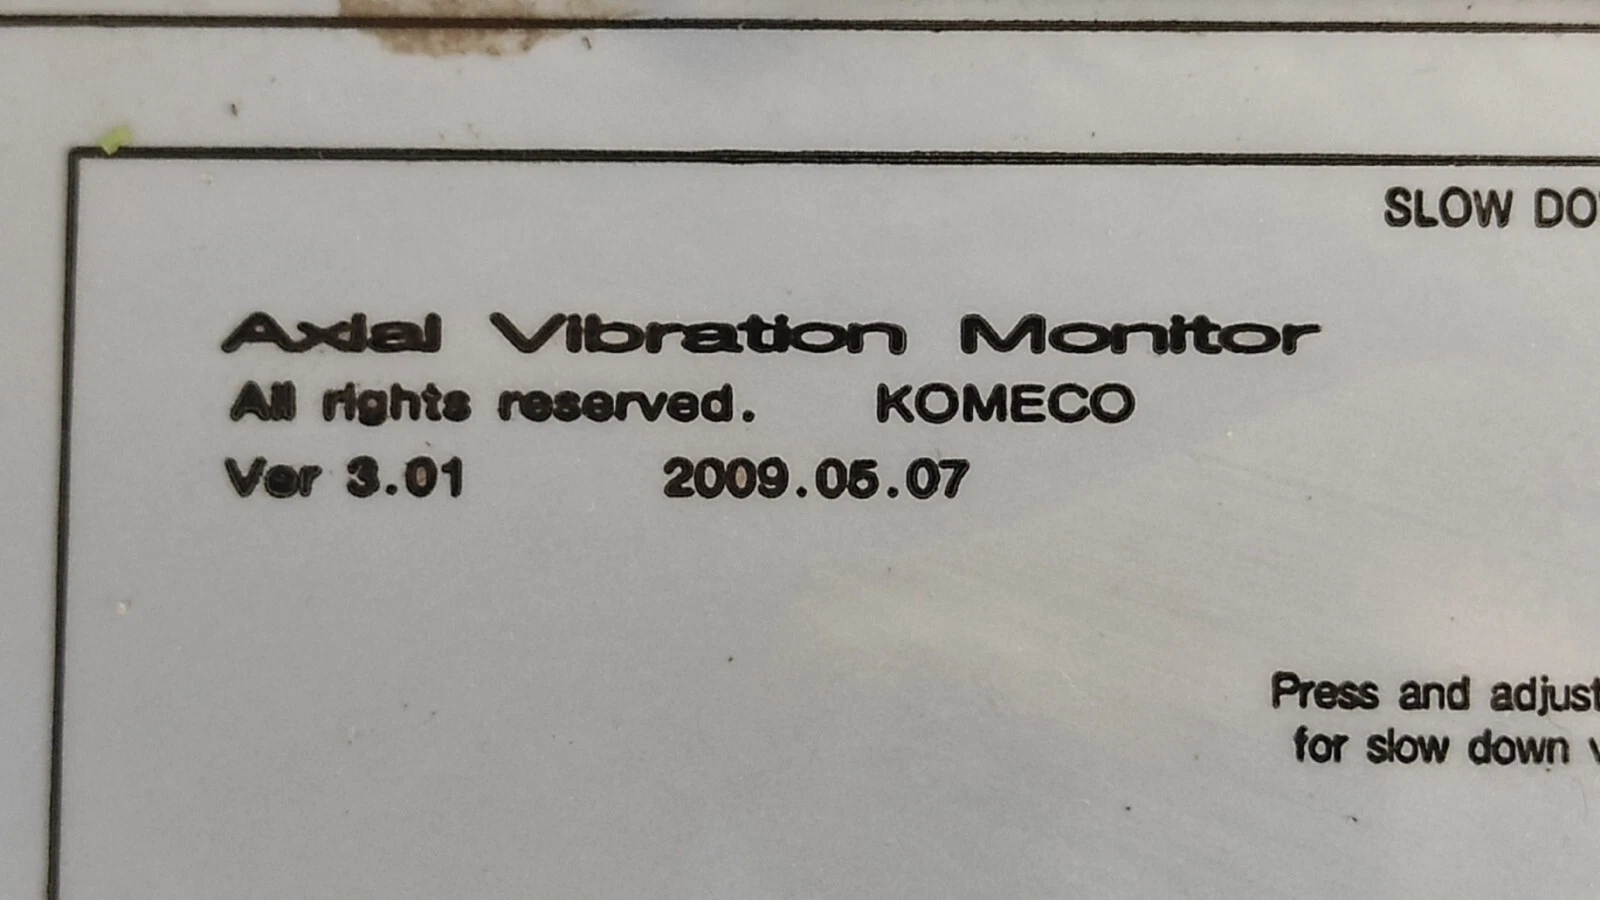 SLOW DO
Axial Vibration Monitor
All rights reserved. KOMECO
Ver 3.01 2009.05.07
Press and adjust
for slow down